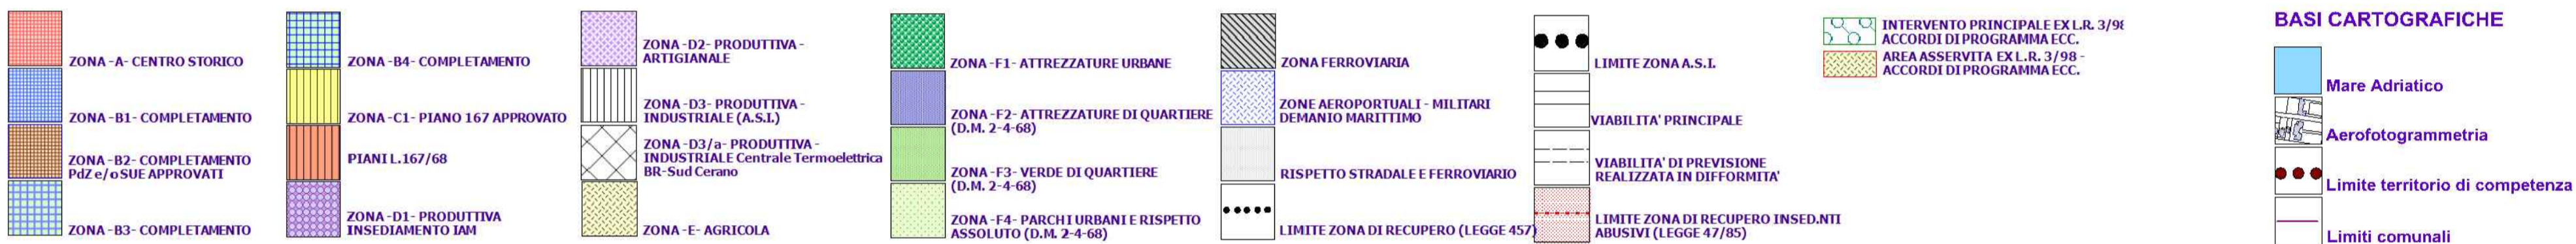 ZONA -A- CENTRO STORICO
ZONA -B1- COMPLETAMENTO
ZONA -B2- COMPLETAMENTO
PdZ e/o SUE APPROVATI
ZONA -B3- COMPLETAMENTO
ZONA -B4- COMPLETAMENTO
ZONA -C1- PIANO 167 APPROVATO
PIANI L.167/68
ZONA -D1- PRODUTTIVA
INSEDIAMENTO IAM
ZONA -D2- PRODUTTIVA -
ARTIGIANALE
ZONA -D3- PRODUTTIVA -
INDUSTRIALE (A.S.I.)
ZONA -D3/a- PRODUTTIVA -
INDUSTRIALE Centrale Termoelettrica
BR-Sud Cerano
ZONA -E- AGRICOLA
ZONA -F1- ATTREZZATURE URBANE
ZONA -F2- ATTREZZATURE DI QUARTIERE
(D.M. 2-4-68)
ZONA -F3- VERDE DI QUARTIERE
(D.M. 2-4-68)
ZONA -F4- PARCHI URBANI E RISPETTO
ASSOLUTO (D.M. 2-4-68)
ZONA FERROVIARIA
ZONE AEROPORTUALI - MILITARI
DEMANIO MARITTIMO
RISPETTO STRADALE E FERROVIARIO
LIMITE ZONA DI RECUPERO (LEGGE 457)
LIMITE ZONA A.S.I.
VIABILITA' PRINCIPALE
VIABILITA' DI PREVISIONE
REALIZZATA IN DIFFORMITA'
LIMITE ZONA DI RECUPERO INSED.NTI
ABUSIVI (LEGGE 47/85)
INTERVENTO PRINCIPALE EX L.R. 3/98
ACCORDI DI PROGRAMMA ECC.
AREA ASSERVITA EX L.R. 3/98 -
ACCORDI DI PROGRAMMA ECC.
BASI CARTOGRAFICHE
Mare Adriatico
Aerofotogrammetria
Limite territorio di competenza
Limiti comunali